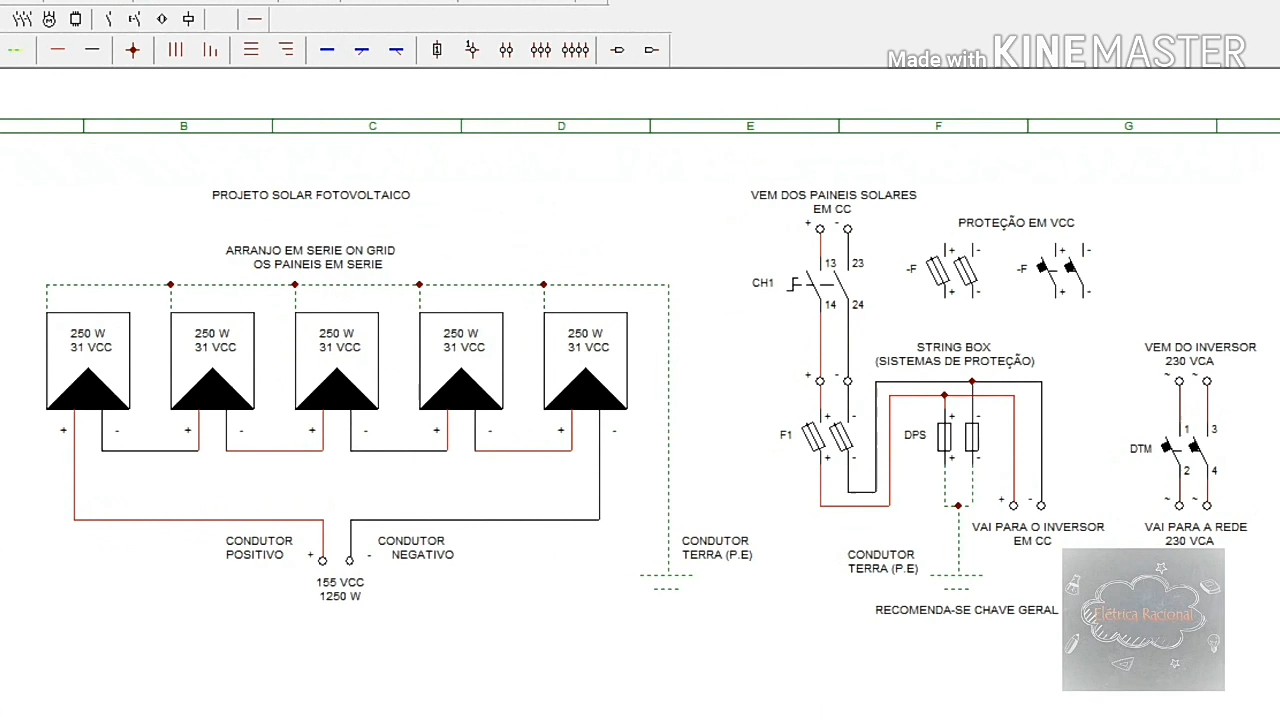 Made with KINEMASTER
B C D E F G
PROJETO SOLAR FOTOVOLTAICO
ARRANJO EM SERIE ON GRID
OS PAINEIS EM SERIE
250 W
31 VCC
250 W
31 VCC
250 W
31 VCC
250 W
31 VCC
250 W
31 VCC
+ - + - + - + - + -
CONDUTOR
POSITIVO
+ -
CONDUTOR
NEGATIVO
155 VCC
1250 W
CONDUTOR
TERRA (P.E)
VEM DOS PAINEIS SOLARES
EM CC
+ -
13 23
CH1
14 24
+ -
+ -
F1
+ -
PROTEÇÃO EM VCC
+ - + -
-F -F
+ - + -
STRING BOX
(SISTEMAS DE PROTEÇÃO)
+ -
DPS
+ -
+ -
VAI PARA O INVERSOR
EM CC
CONDUTOR
TERRA (P.E)
RECOMENDA-SE CHAVE GERAL
VEM DO INVERSOR
230 VCA
~ ~
1 3
DTM
2 4
~ ~
VAI PARA A REDE
230 VCA
Elétrica Racional